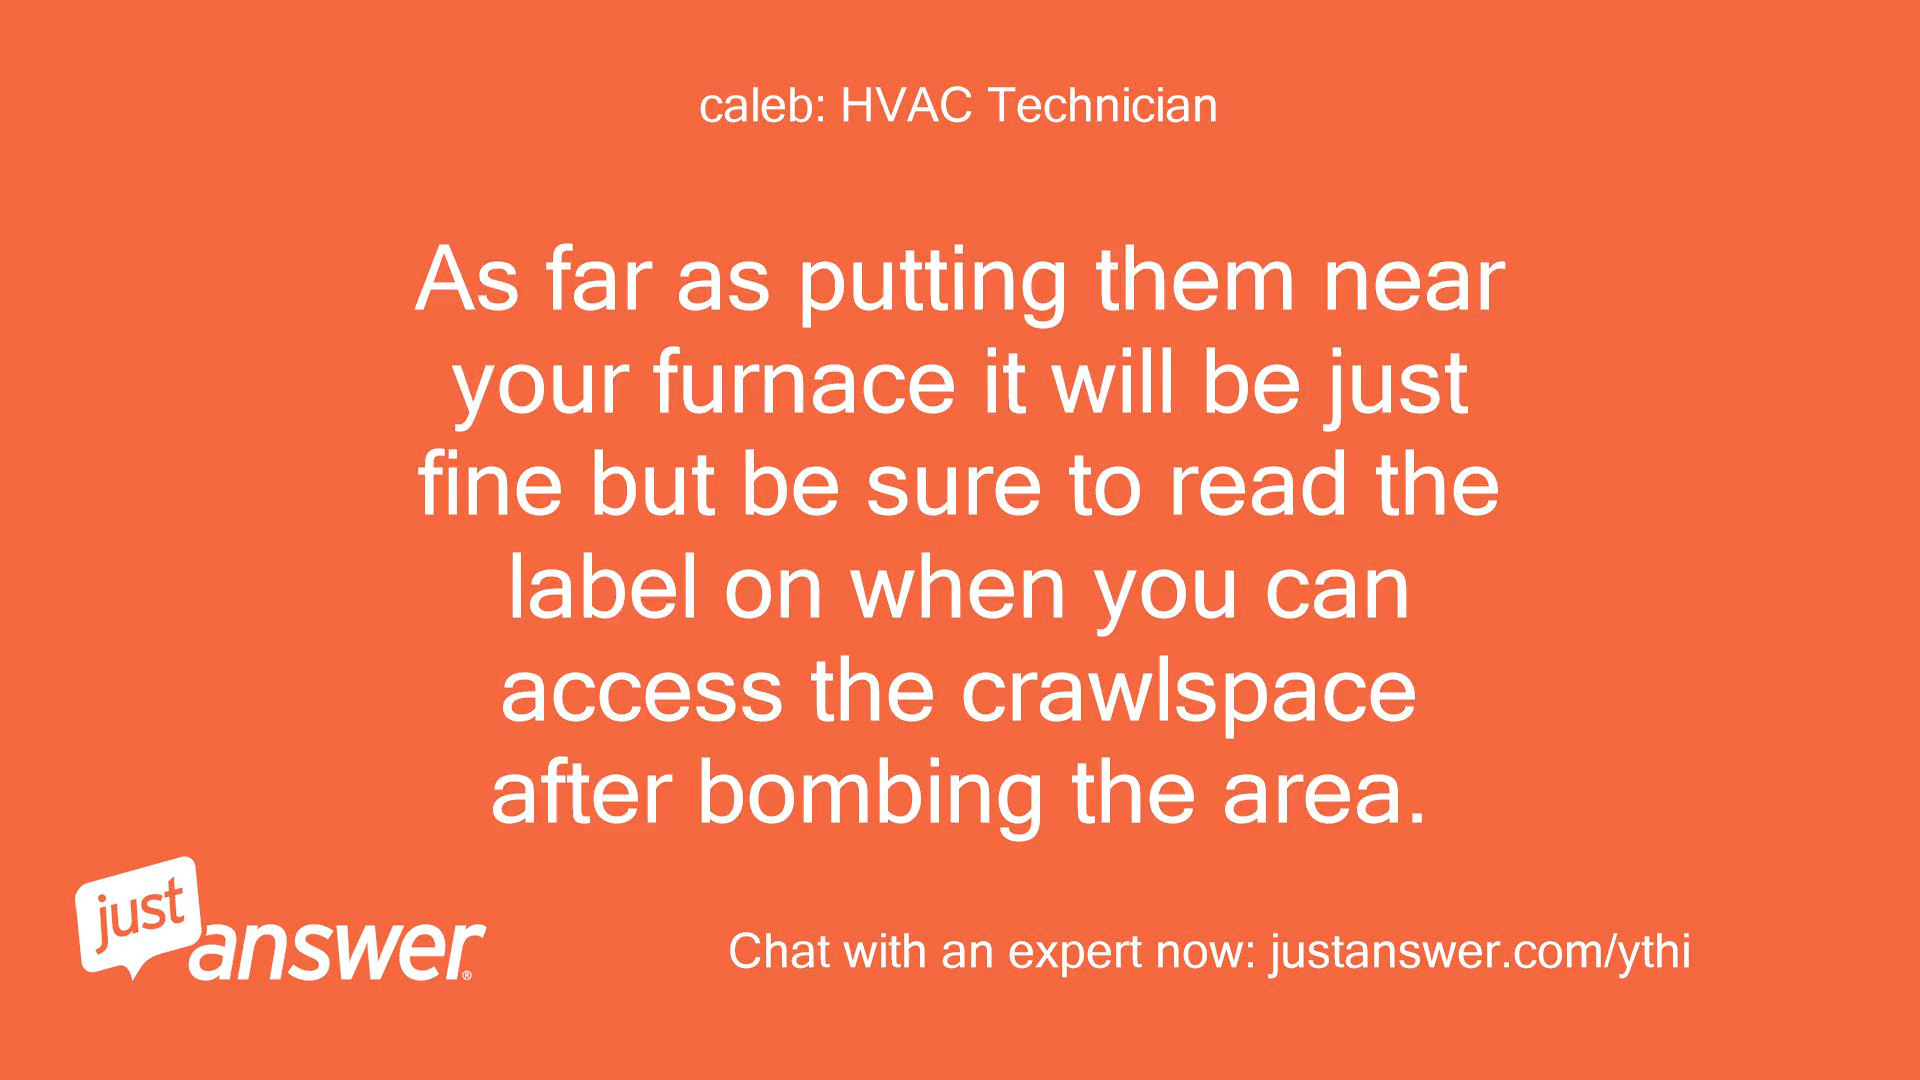 caleb: HVAC Technician
As far as putting them near
your furnace it will be just
fine but be sure to read the
label on when you can
access the crawlspace
after bombing the area.
just
answer®
Chat with an expert now: justanswer.com/ythi